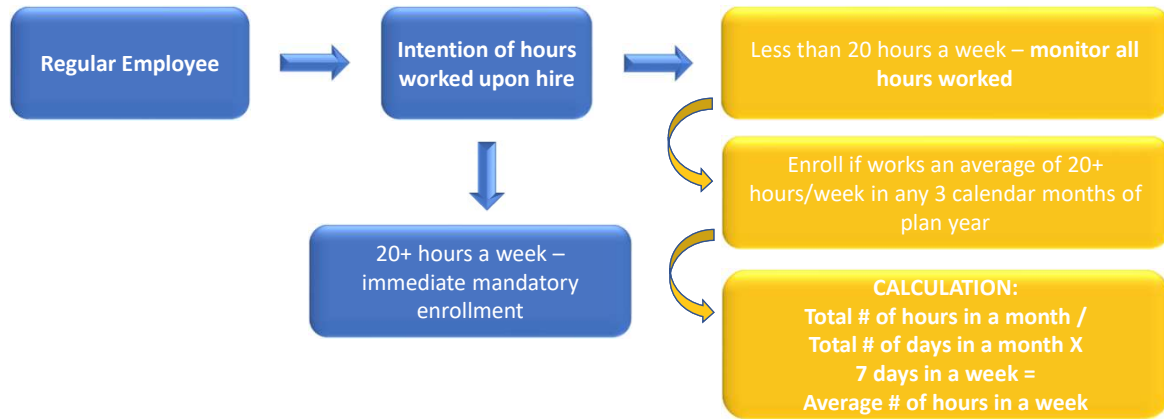 Regular Employee
Intention of hours
worked upon hire
Less than 20 hours a week – monitor all
hours worked
Enroll if works an average of 20+
hours/week in any 3 calendar months of
plan year
20+ hours a week –
immediate mandatory
enrollment
CALCULATION:
Total # of hours in a month /
Total # of days in a month X
7 days in a week =
Average # of hours in a week